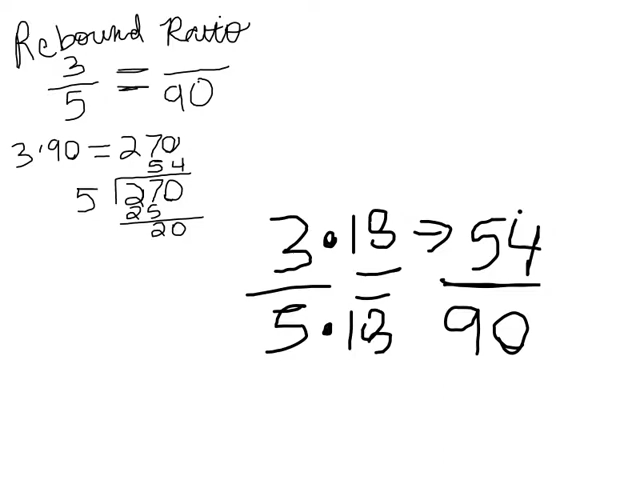 Rebound Ratio
3/5 = /90
3·90 = 270
54
5 270
25
20
3·18 ⇒ 54
=
5·18 90